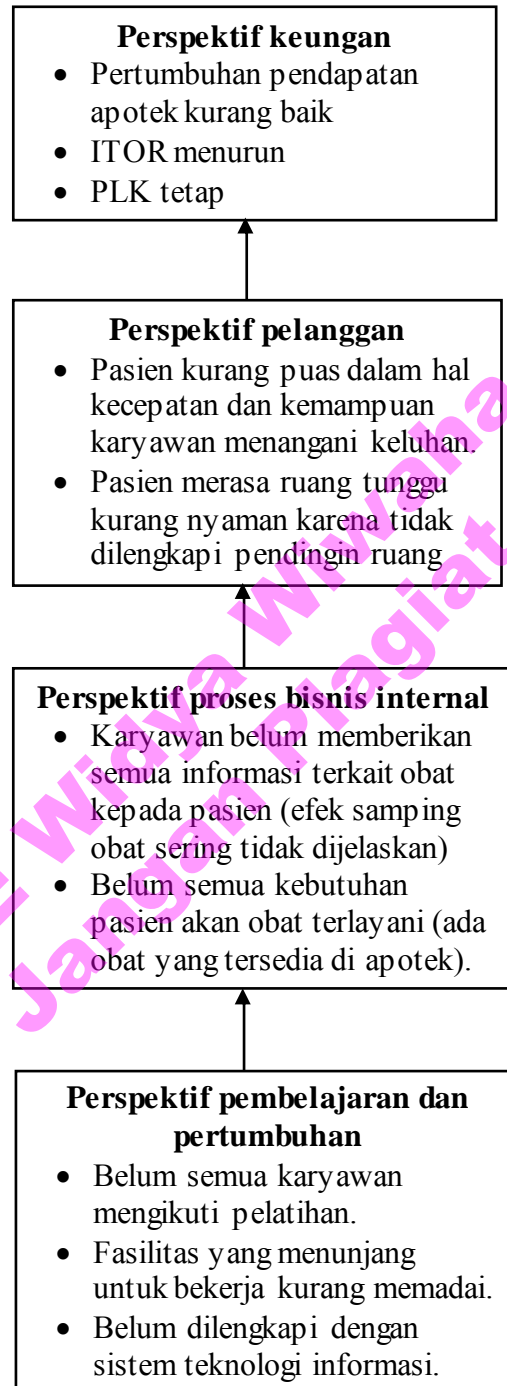 Perspektif keungan
• Pertumbuhan pendapatan
apotek kurang baik
• ITOR menurun
• PLK tetap
Perspektif pelanggan
• Pasien kurang puas dalam hal
kecepatan dan kemampuan
karyawan menangani keluhan.
• Pasien merasa ruang tunggu
kurang nyaman karena tidak
dilengkapi pendingin ruang
Perspektif proses bisnis internal
• Karyawan belum memberikan
semua informasi terkait obat
kepada pasien (efek samping
obat sering tidak dijelaskan)
• Belum semua kebutuhan
pasien akan obat terlayani (ada
obat yang tersedia di apotek).
Perspektif pembelajaran dan
pertumbuhan
• Belum semua karyawan
mengikuti pelatihan.
• Fasilitas yang menunjang
untuk bekerja kurang memadai.
• Belum dilengkapi dengan
sistem teknologi informasi.
Widya Wiwaha
Jangan Plagiat